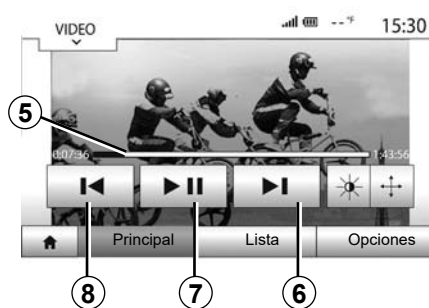 VIDEO
--°F
15:30
5
0:07:36
1:43:56
Principal
Lista
Opciones
8
7
6